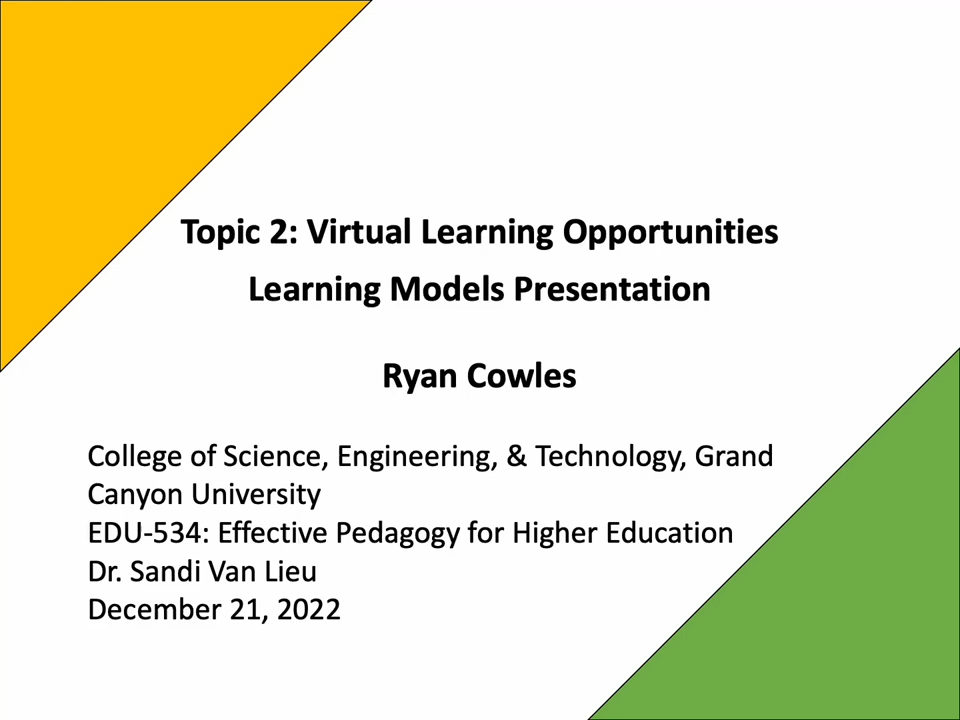 Topic 2: Virtual Learning Opportunities
Learning Models Presentation
Ryan Cowles
College of Science, Engineering, & Technology, Grand
Canyon University
EDU-534: Effective Pedagogy for Higher Education
Dr. Sandi Van Lieu
December 21, 2022